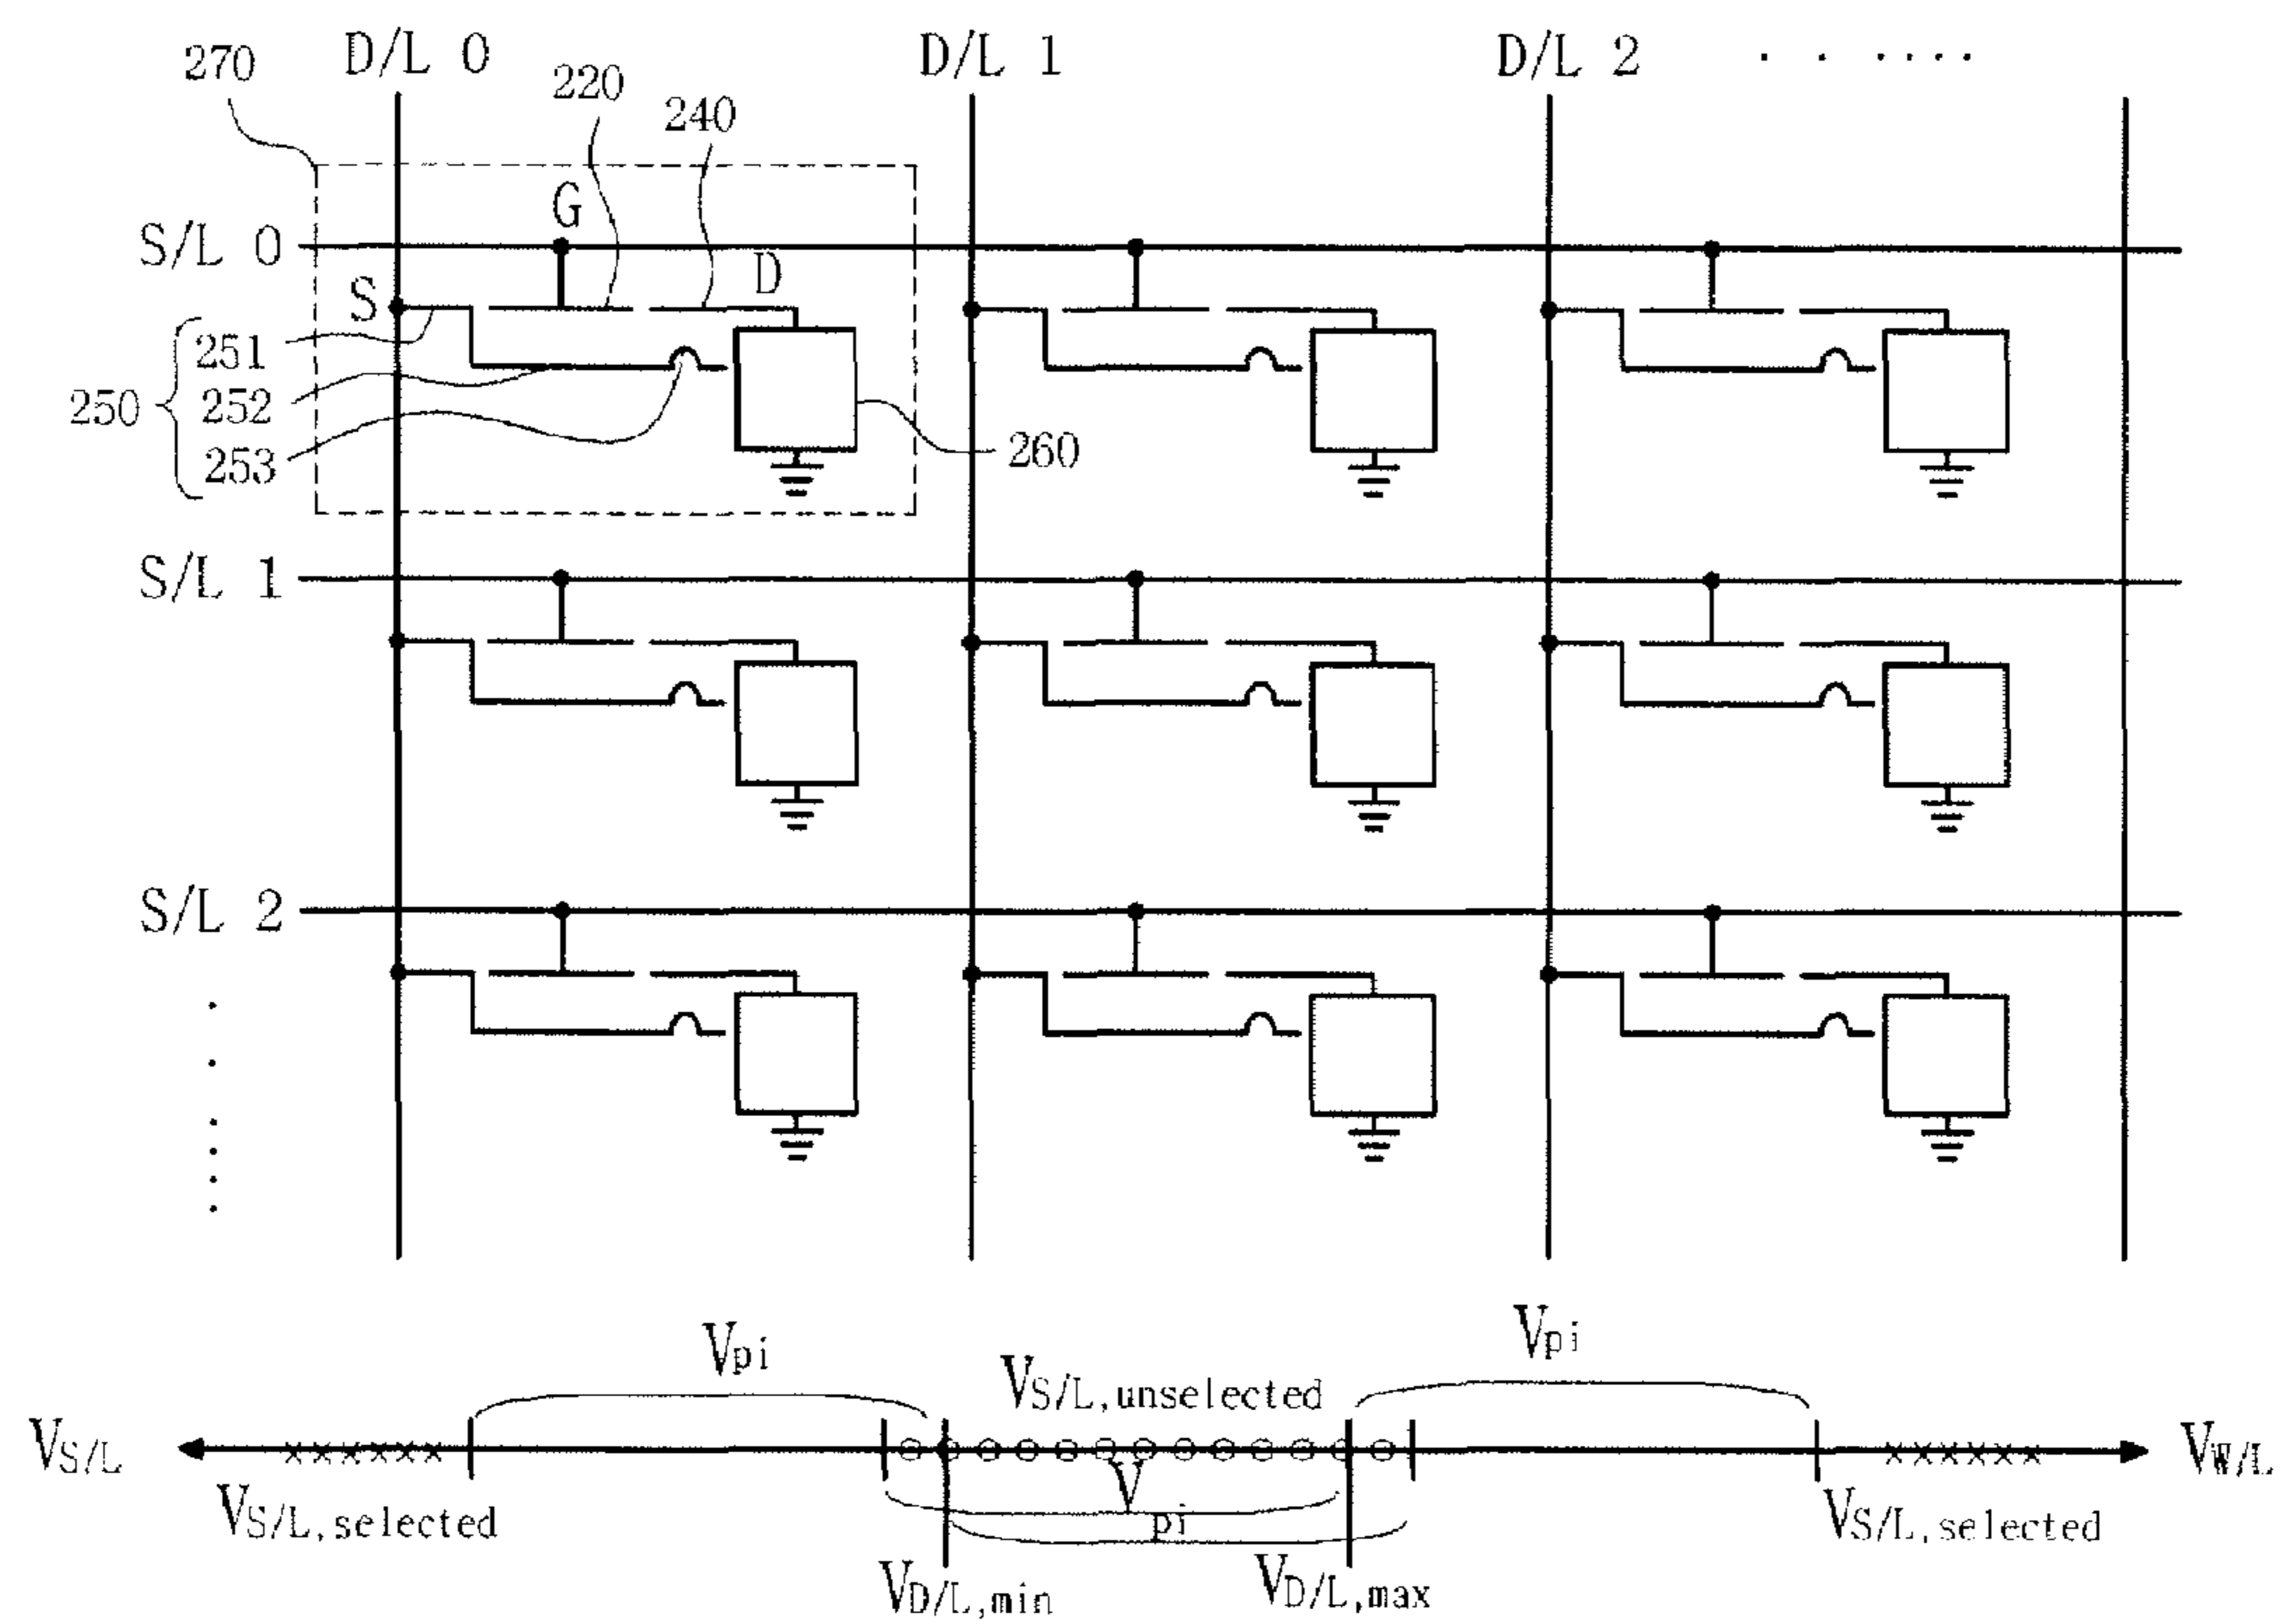 D/L 0
D/L 1
D/L 2
270
220
240
G
S/L 0
D
S
251
250
252
253
260
S/L 1
S/L 2
Vpi
Vpi
VS/L,unselected
VS/L
VW/L
V
pi
VS/L,selected
VS/L,selected
VD/L,min
VD/L,max